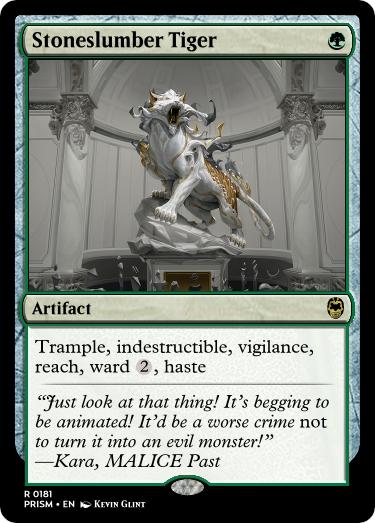 Stoneslumber Tiger
Artifact
Trample, indestructible, vigilance,
reach, ward 2, haste
“Just look at that thing! It’s begging to
be animated! It’d be a worse crime not
to turn it into an evil monster!”
—Kara, MALICE Past
R 0181
PRISM • EN Kevin Glint